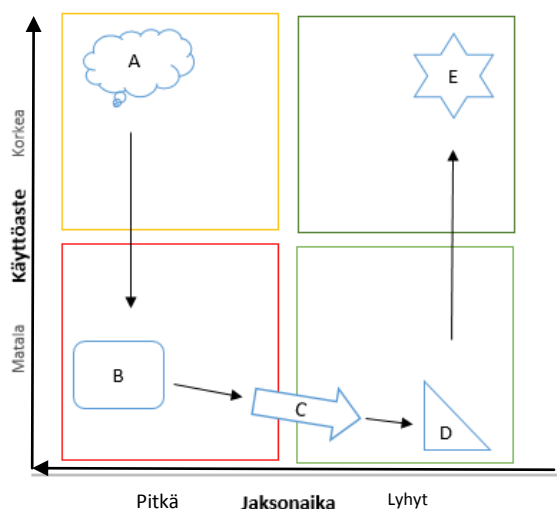 A
E
Korkea
Käyttöaste
Matala
B
C
D
Pitkä
Jaksonaika
Lyhyt